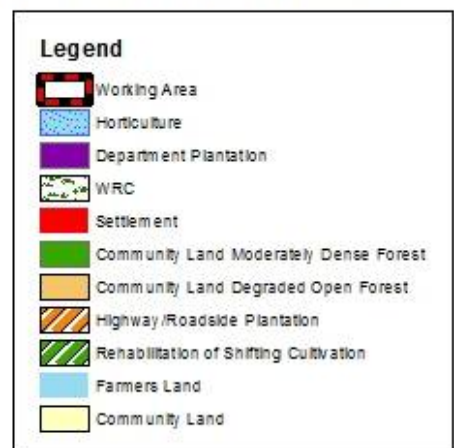 Legend
Working Area
Horticulture
Department Plantation
WRC
Settlement
Community Land Moderately Dense Forest
Community Land Degraded Open Forest
Highway/Roadside Plantation
Rehabilitation of Shifting Cultivation
Farmers Land
Community Land